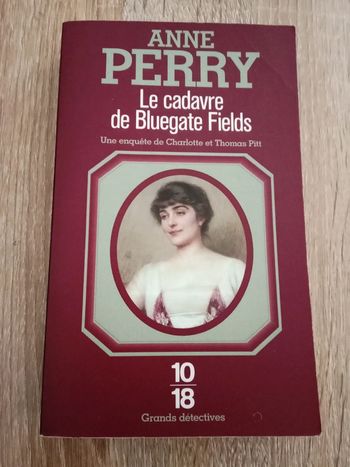 ANNE
PERRY
Le cadavre
de Bluegate Fields
Une enquête de Charlotte et Thomas Pitt
10
18
Grands détectives